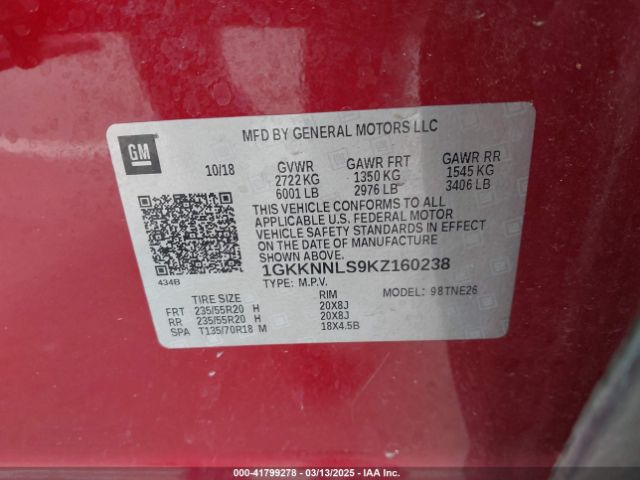 MFD BY GENERAL MOTORS LLC
GM
10/18 GVWR GAWR FRT GAWR RR
2722 KG 1350 KG 1545 KG
6001 LB 2976 LB 3406 LB
THIS VEHICLE CONFORMS TO ALL
APPLICABLE U.S. FEDERAL MOTOR
VEHICLE SAFETY STANDARDS IN EFFECT
ON THE DATE OF MANUFACTURE
SHOWN ABOVE.
1GKKNNLS9KZ160238
434B
TYPE: M.P.V. MODEL: 98TNE26
TIRE SIZE RIM
FRT 235/55R20 H 20X8J
RR 235/55R20 H 20X8J
SPA T135/70R18 M 18X4.5B
000-41799278 - 03/13/2025 - IAA Inc.